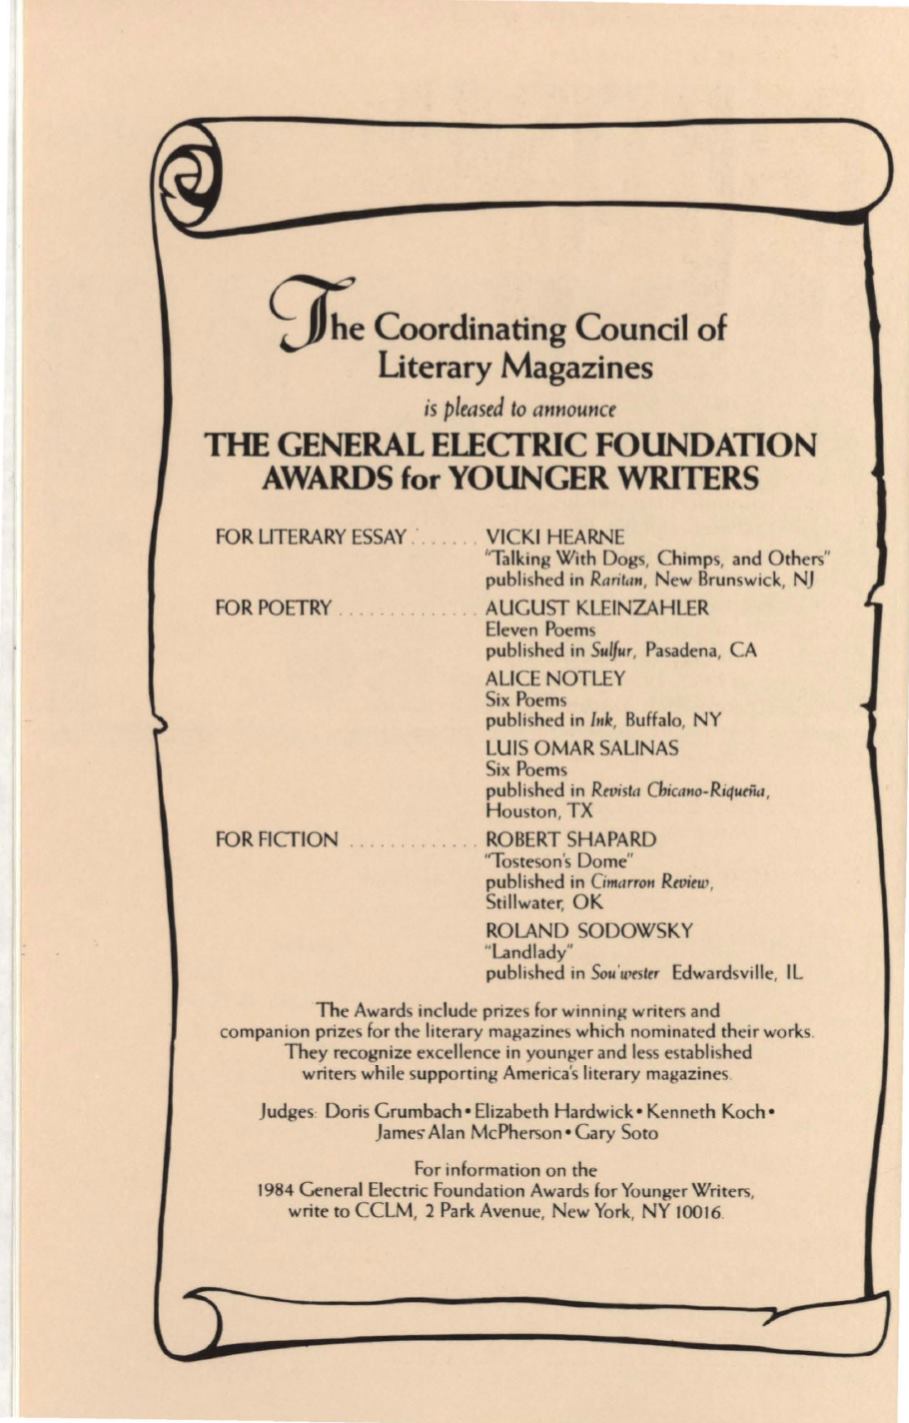 The Coordinating Council of
Literary Magazines
is pleased to announce
THE GENERAL ELECTRIC FOUNDATION
AWARDS for YOUNGER WRITERS
FOR LITERARY ESSAY . . . . . . . VICKI HEARNE
"Talking With Dogs, Chimps, and Others"
published in Raritan, New Brunswick, NJ
FOR POETRY . . . . . . . . . . . . . . AUGUST KLEINZAHLER
Eleven Poems
published in Sulfur, Pasadena, CA
ALICE NOTLEY
Six Poems
published in Ink, Buffalo, NY
LUIS OMAR SALINAS
Six Poems
published in Revista Chicano-Riqueña,
Houston, TX
FOR FICTION . . . . . . . . . . . . . ROBERT SHAPARD
"Tosteson's Dome"
published in Cimarron Review,
Stillwater, OK
ROLAND SODOWSKY
"Landlady"
published in Sou'wester Edwardsville, IL
The Awards include prizes for winning writers and
companion prizes for the literary magazines which nominated their works.
They recognize excellence in younger and less established
writers while supporting America's literary magazines.
Judges: Doris Grumbach • Elizabeth Hardwick • Kenneth Koch •
James Alan McPherson • Gary Soto
For information on the
1984 General Electric Foundation Awards for Younger Writers,
write to CCLM, 2 Park Avenue, New York, NY 10016.